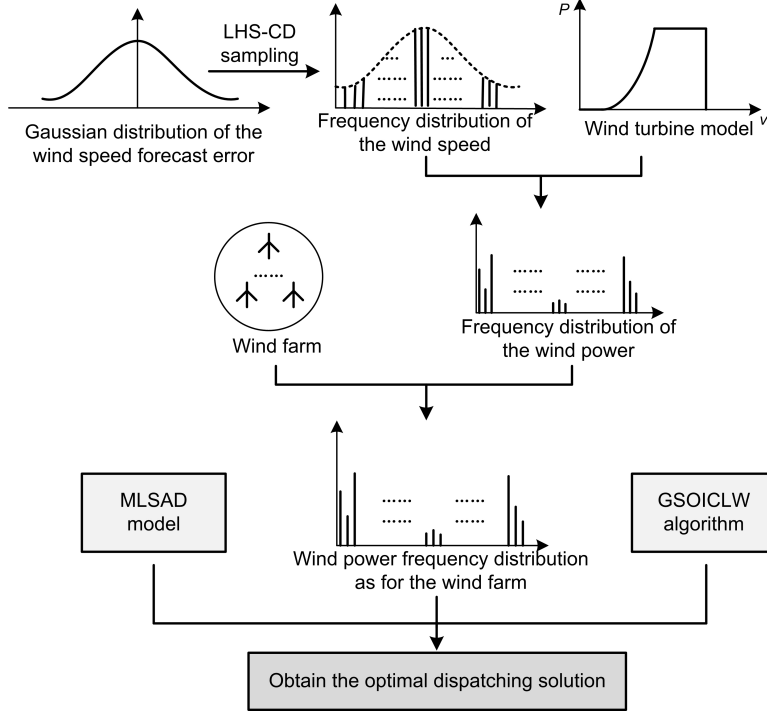 LHS-CD
sampling
P
v
Gaussian distribution of the
wind speed forecast error
Frequency distribution of
the wind speed
Wind turbine model
Wind farm
Frequency distribution of
the wind power
MLSAD
model
GSOICLW
algorithm
Wind power frequency distribution
as for the wind farm
Obtain the optimal dispatching solution